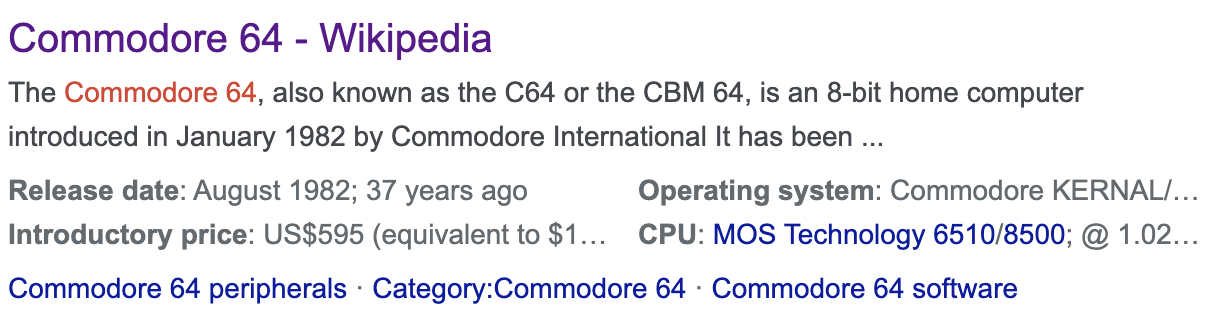 Commodore 64 - Wikipedia
The Commodore 64, also known as the C64 or the CBM 64, is an 8-bit home computer
introduced in January 1982 by Commodore International It has been ...
Release date: August 1982; 37 years ago Operating system: Commodore KERNAL/...
Introductory price: US$595 (equivalent to $1... CPU: MOS Technology 6510/8500; @ 1.02...
Commodore 64 peripherals · Category:Commodore 64 · Commodore 64 software